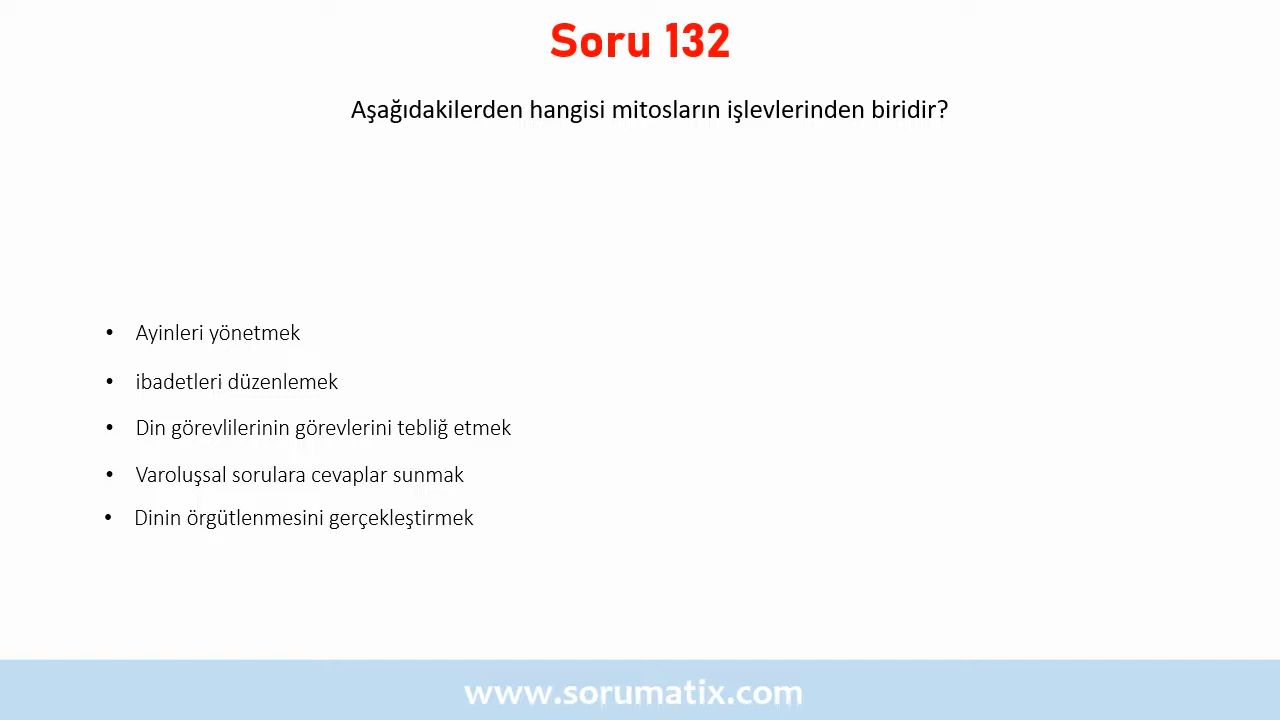 Soru 132
Aşağıdakilerden hangisi mitosların işlevlerinden biridir?
• Ayinleri yönetmek
• ibadetleri düzenlemek
• Din görevlilerinin görevlerini tebliğ etmek
• Varoluşsal sorulara cevaplar sunmak
• Dinin örgütlenmesini gerçekleştirmek
www.sorumatix.com